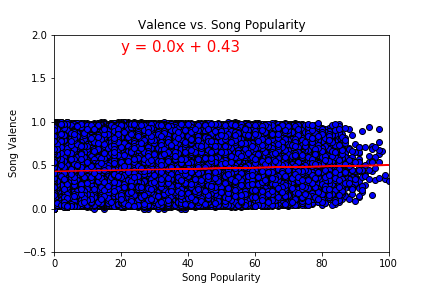 Valence vs. Song Popularity
y = 0.0x + 0.43
2.0
1.5
1.0
0.5
0.0
−0.5
Song Valence
0 20 40 60 80 100
Song Popularity